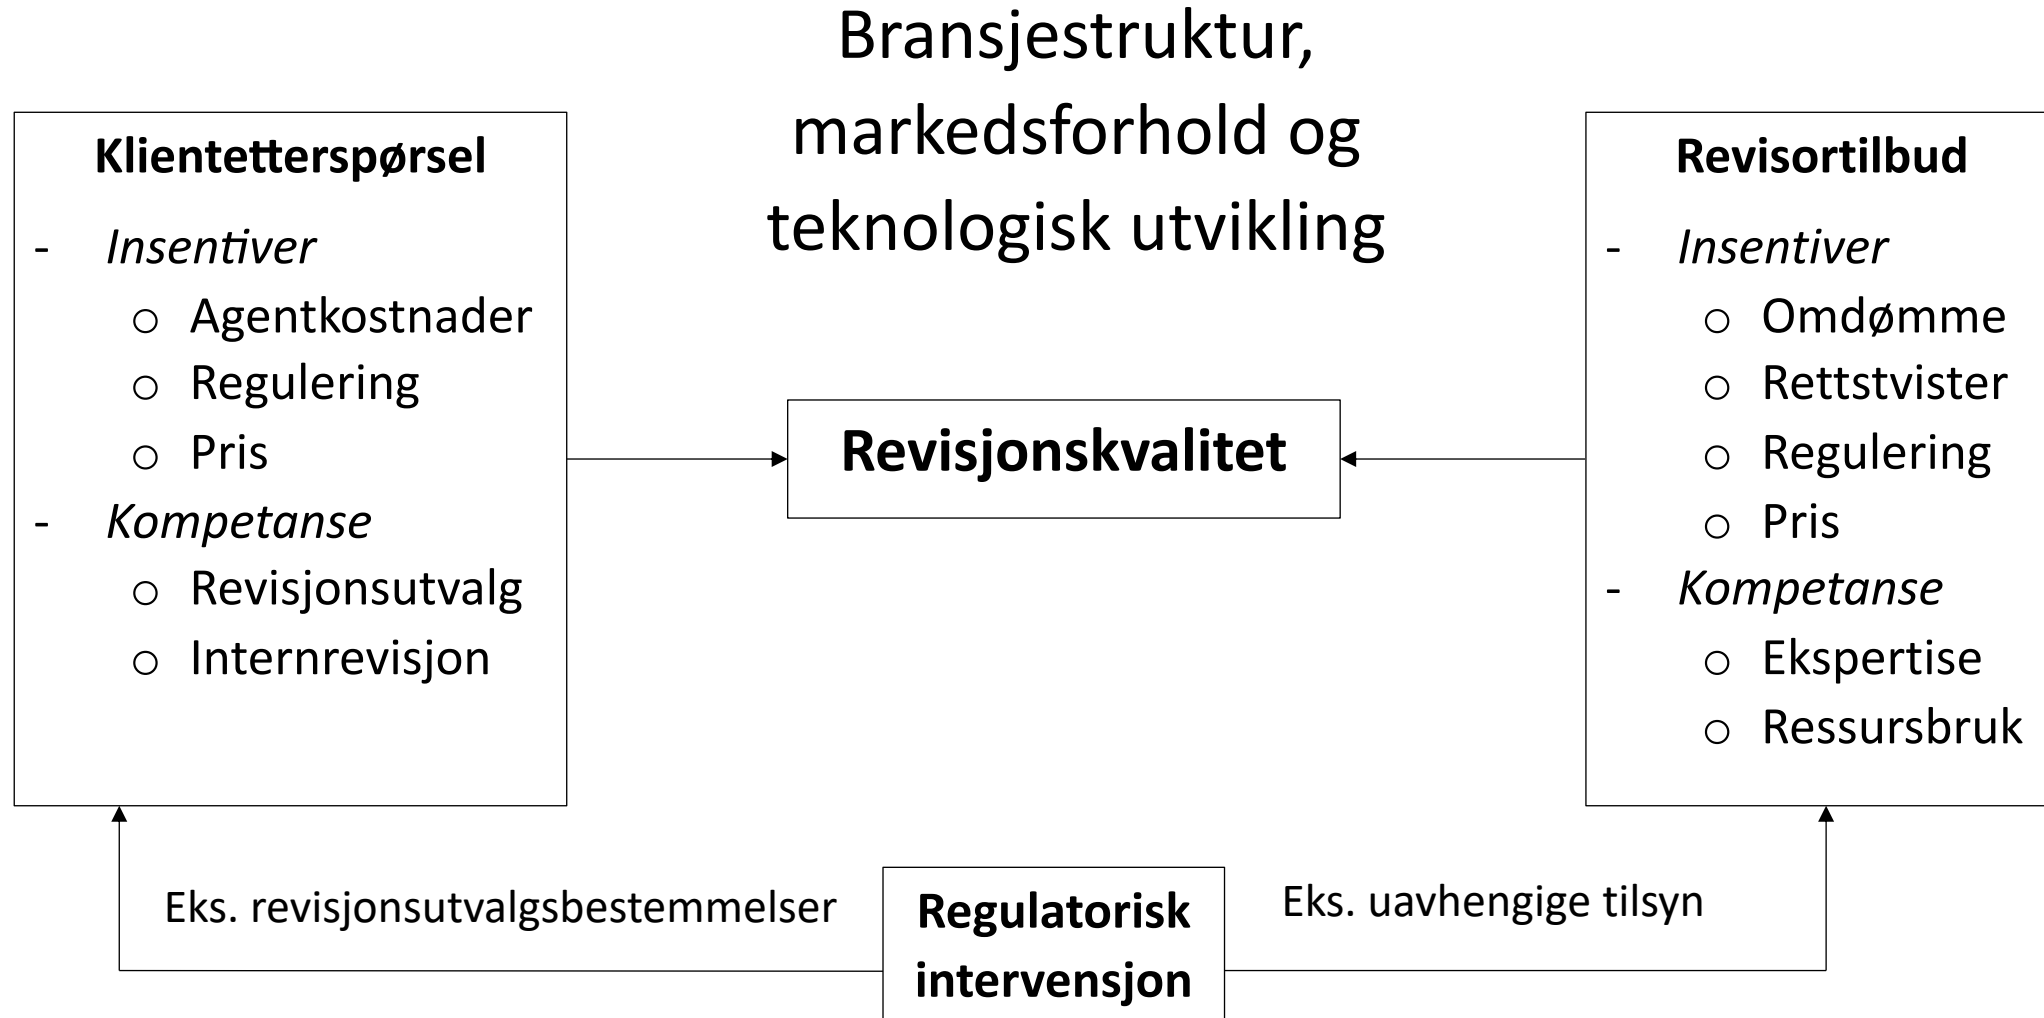 Bransjestruktur,
markedsforhold og
teknologisk utvikling
Klientetterspørsel
- Insentiver
o Agentkostnader
o Regulering
o Pris
- Kompetanse
o Revisjonsutvalg
o Internrevisjon
Revisjonskvalitet
Revisortilbud
- Insentiver
o Omdømme
o Rettstvister
o Regulering
o Pris
- Kompetanse
o Ekspertise
o Ressursbruk
Eks. revisjonsutvalgsbestemmelser
Regulatorisk
intervensjon
Eks. uavhengige tilsyn